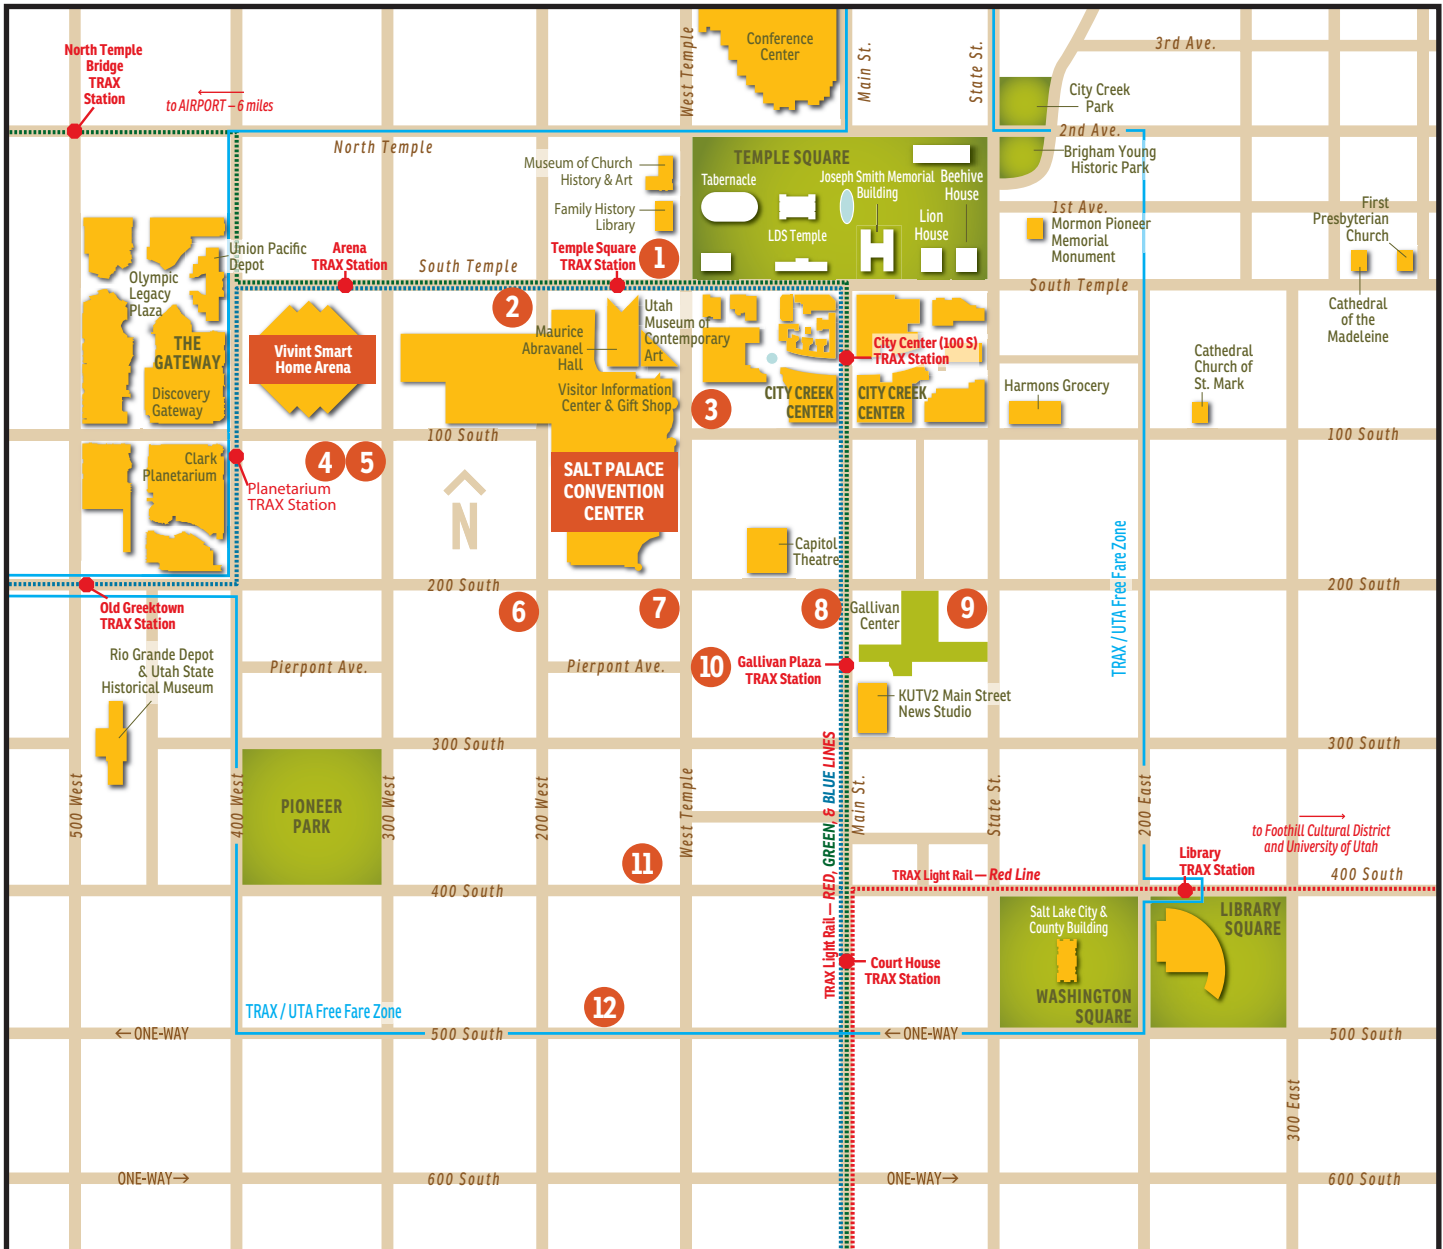 North Temple
Bridge
TRAX
Station
to AIRPORT – 6 miles
West Temple
Conference
Center
Main St.
State St.
3rd Ave.
City Creek
Park
2nd Ave.
Brigham Young
Historic Park
North Temple
Museum of Church
History & Art
Family History
Library
TEMPLE SQUARE
Tabernacle
Joseph Smith Memorial
Building
Beehive
House
LDS Temple
Lion
House
1st Ave.
Mormon Pioneer
Memorial
Monument
First
Presbyterian
Church
Union Pacific
Depot
Arena
TRAX Station
South Temple
Temple Square
TRAX Station
1
South Temple
Olympic
Legacy
Plaza
2
Utah
Museum of
Contemporary
Art
Maurice
Abravanel
Hall
Cathedral
of the
Madeleine
THE
GATEWAY
Vivint Smart
Home Arena
City Center (100 S)
TRAX Station
Cathedral
Church of
St. Mark
Discovery
Gateway
Visitor Information
Center & Gift Shop
3
CITY CREEK
CENTER
CITY CREEK
CENTER
Harmons Grocery
100 South
100 South
Clark
Planetarium
4
5
Planetarium
TRAX Station
N
SALT PALACE
CONVENTION
CENTER
Capitol
Theatre
TRAX / UTA Free Fare Zone
200 South
200 South
Old Greektown
TRAX Station
6
7
8
Gallivan
Center
9
Rio Grande Depot
& Utah State
Historical Museum
Pierpont Ave.
Pierpont Ave.
10
Gallivan Plaza
TRAX Station
KUTV2 Main Street
News Studio
300 South
300 South
500 West
400 West
PIONEER
PARK
300 West
200 West
West Temple
TRAX Light Rail — RED, GREEN, & BLUE LINES
Main St.
State St.
200 East
to Foothill Cultural District
and University of Utah
11
Library
TRAX Station
400 South
TRAX Light Rail — Red Line
400 South
Salt Lake City &
County Building
LIBRARY
SQUARE
Court House
TRAX Station
WASHINGTON
SQUARE
12
TRAX / UTA Free Fare Zone
←ONE-WAY
500 South
←ONE-WAY
500 South
300 East
ONE-WAY→
600 South
ONE-WAY→
600 South